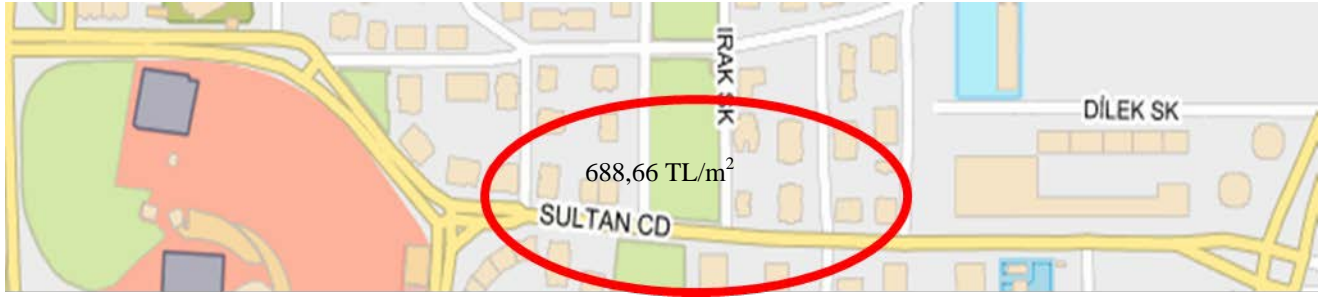 IRAK SK
DİLEK SK
688,66 TL/m²
SULTAN CD